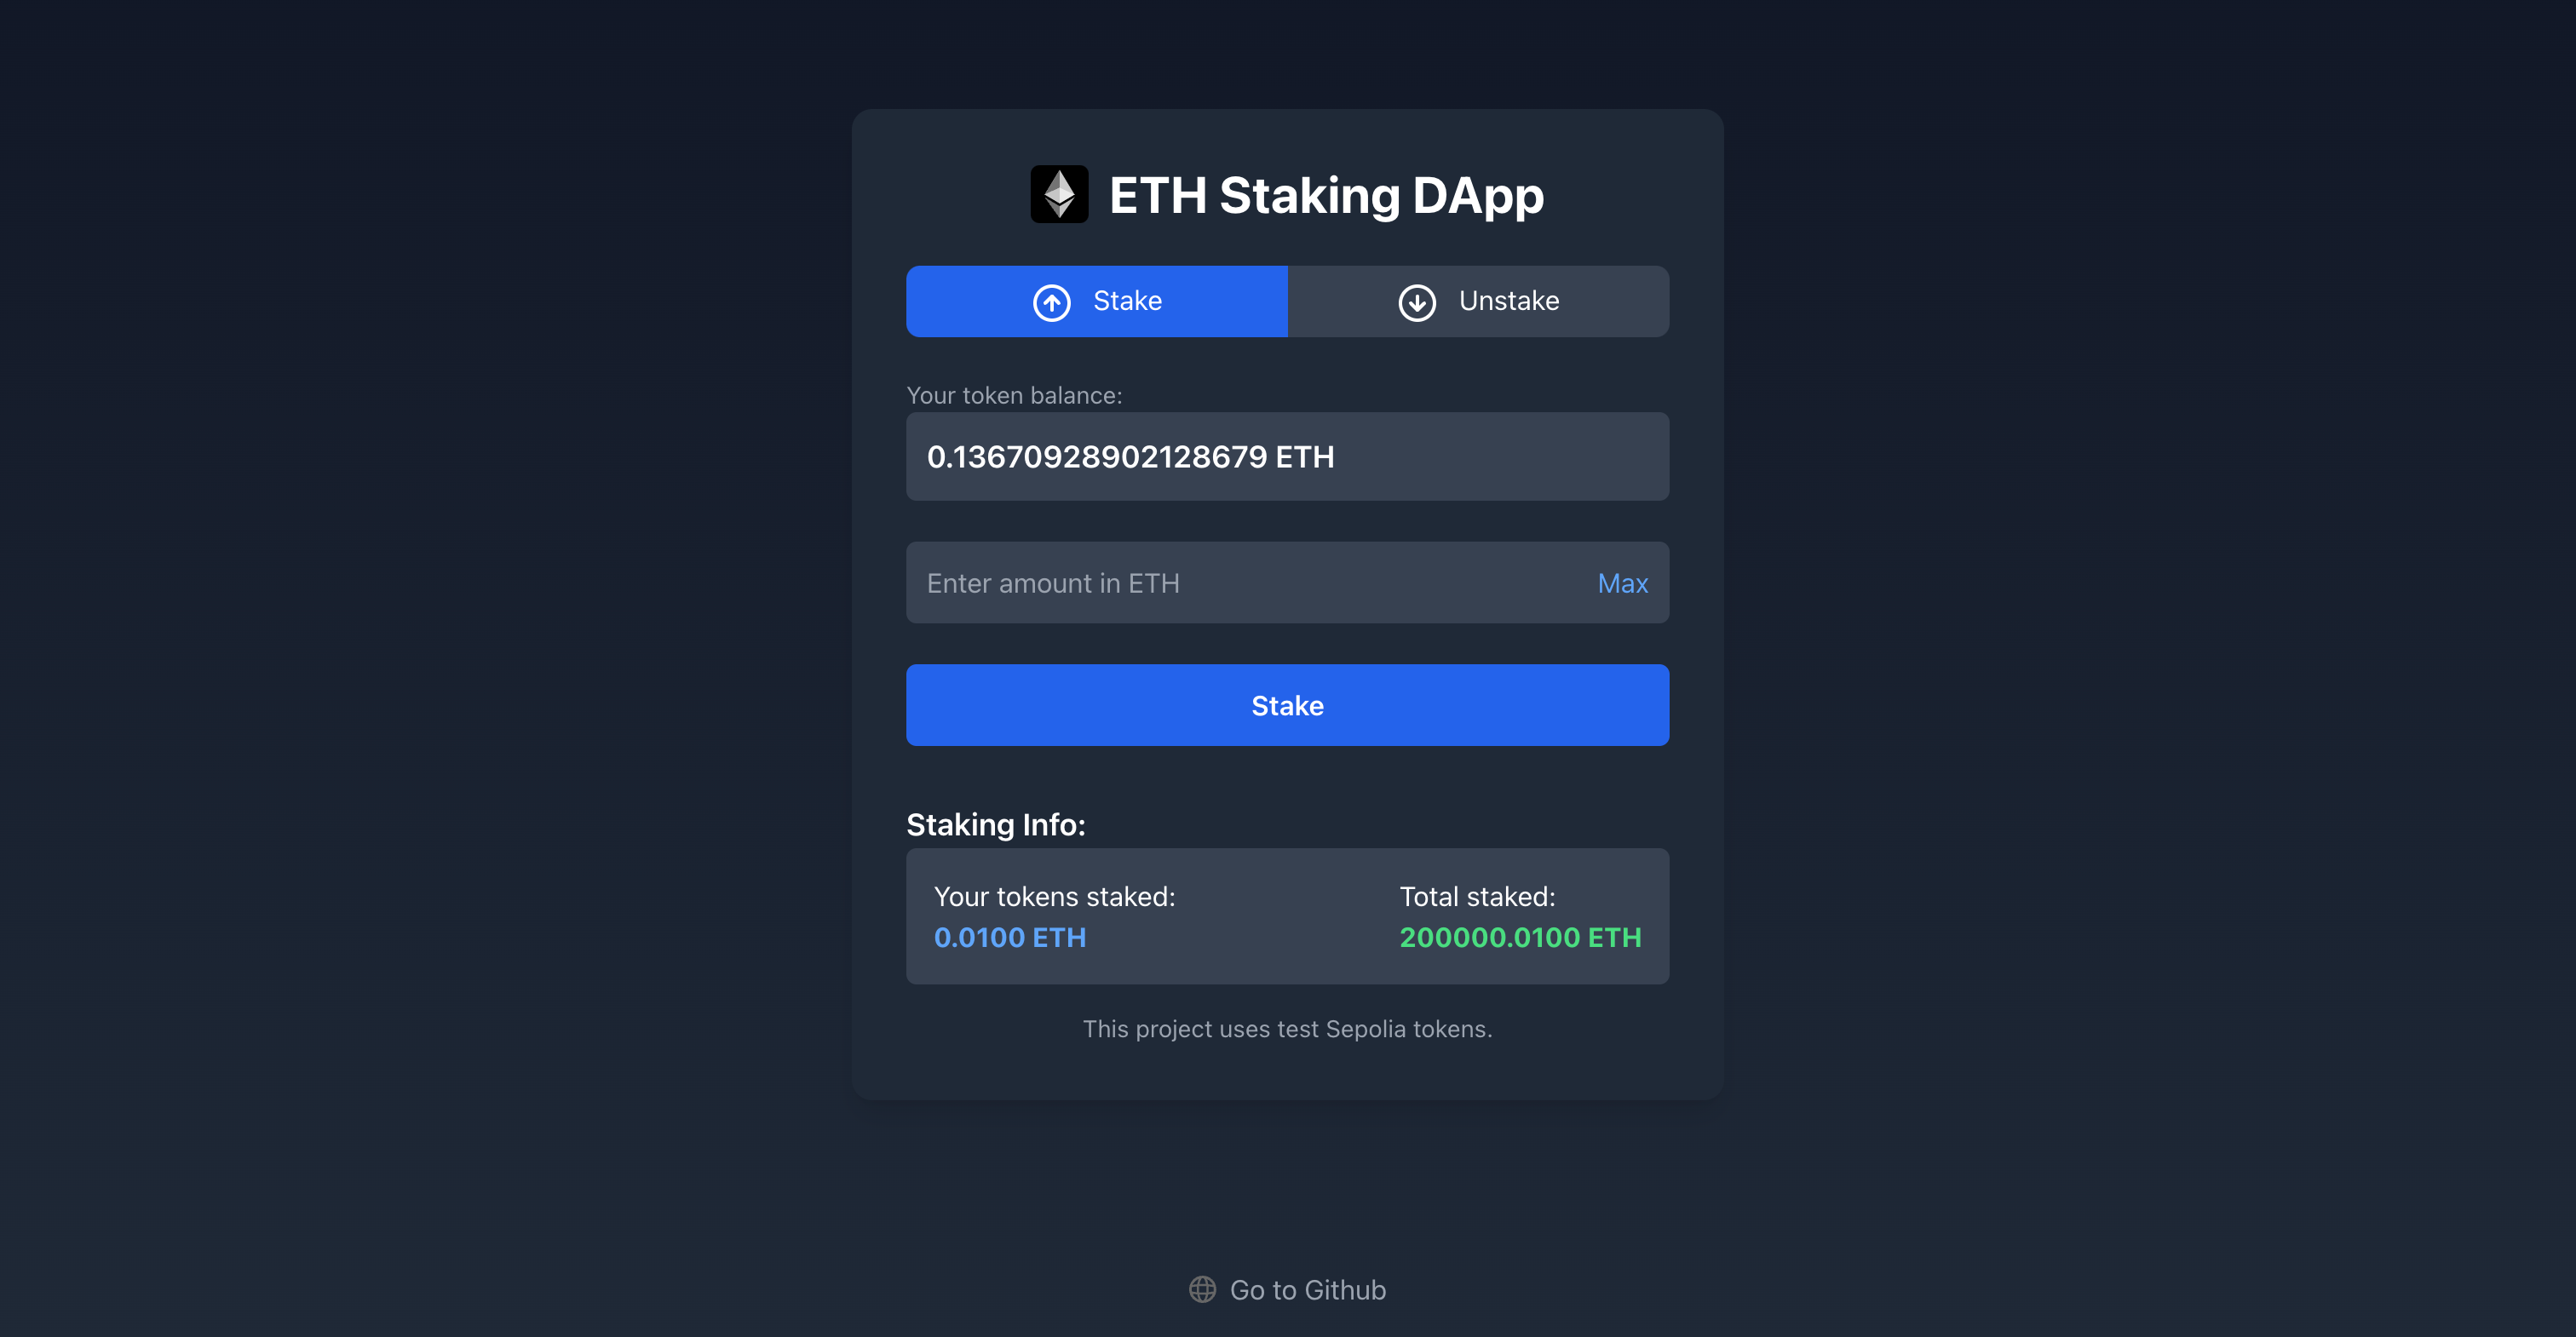 ETH Staking DApp
Stake
Unstake
Your token balance:
0.13670928902128679 ETH
Enter amount in ETH
Max
Stake
Staking Info:
Your tokens staked:
0.0100 ETH
Total staked:
200000.0100 ETH
This project uses test Sepolia tokens.
Go to Github